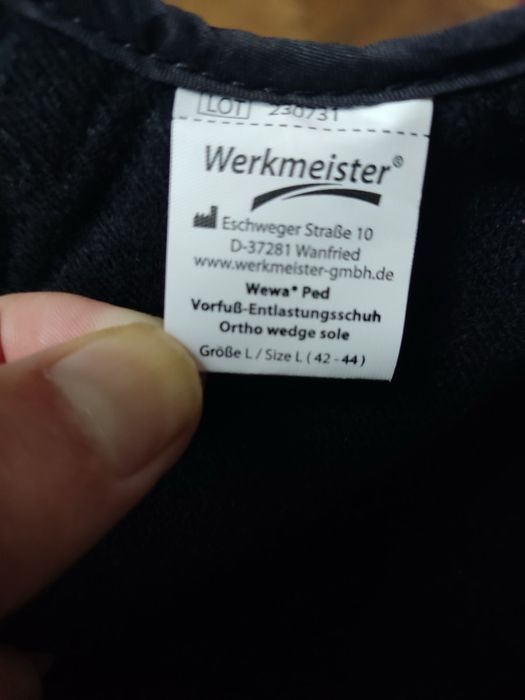 LOT 230731
Werkmeister®
Eschweger Straße 10
D-37281 Wanfried
www.werkmeister-gmbh.de
Wewa® Ped
Vorfuß-Entlastungsschuh
Ortho wedge sole
Größe L / Size L ( 42 - 44 )